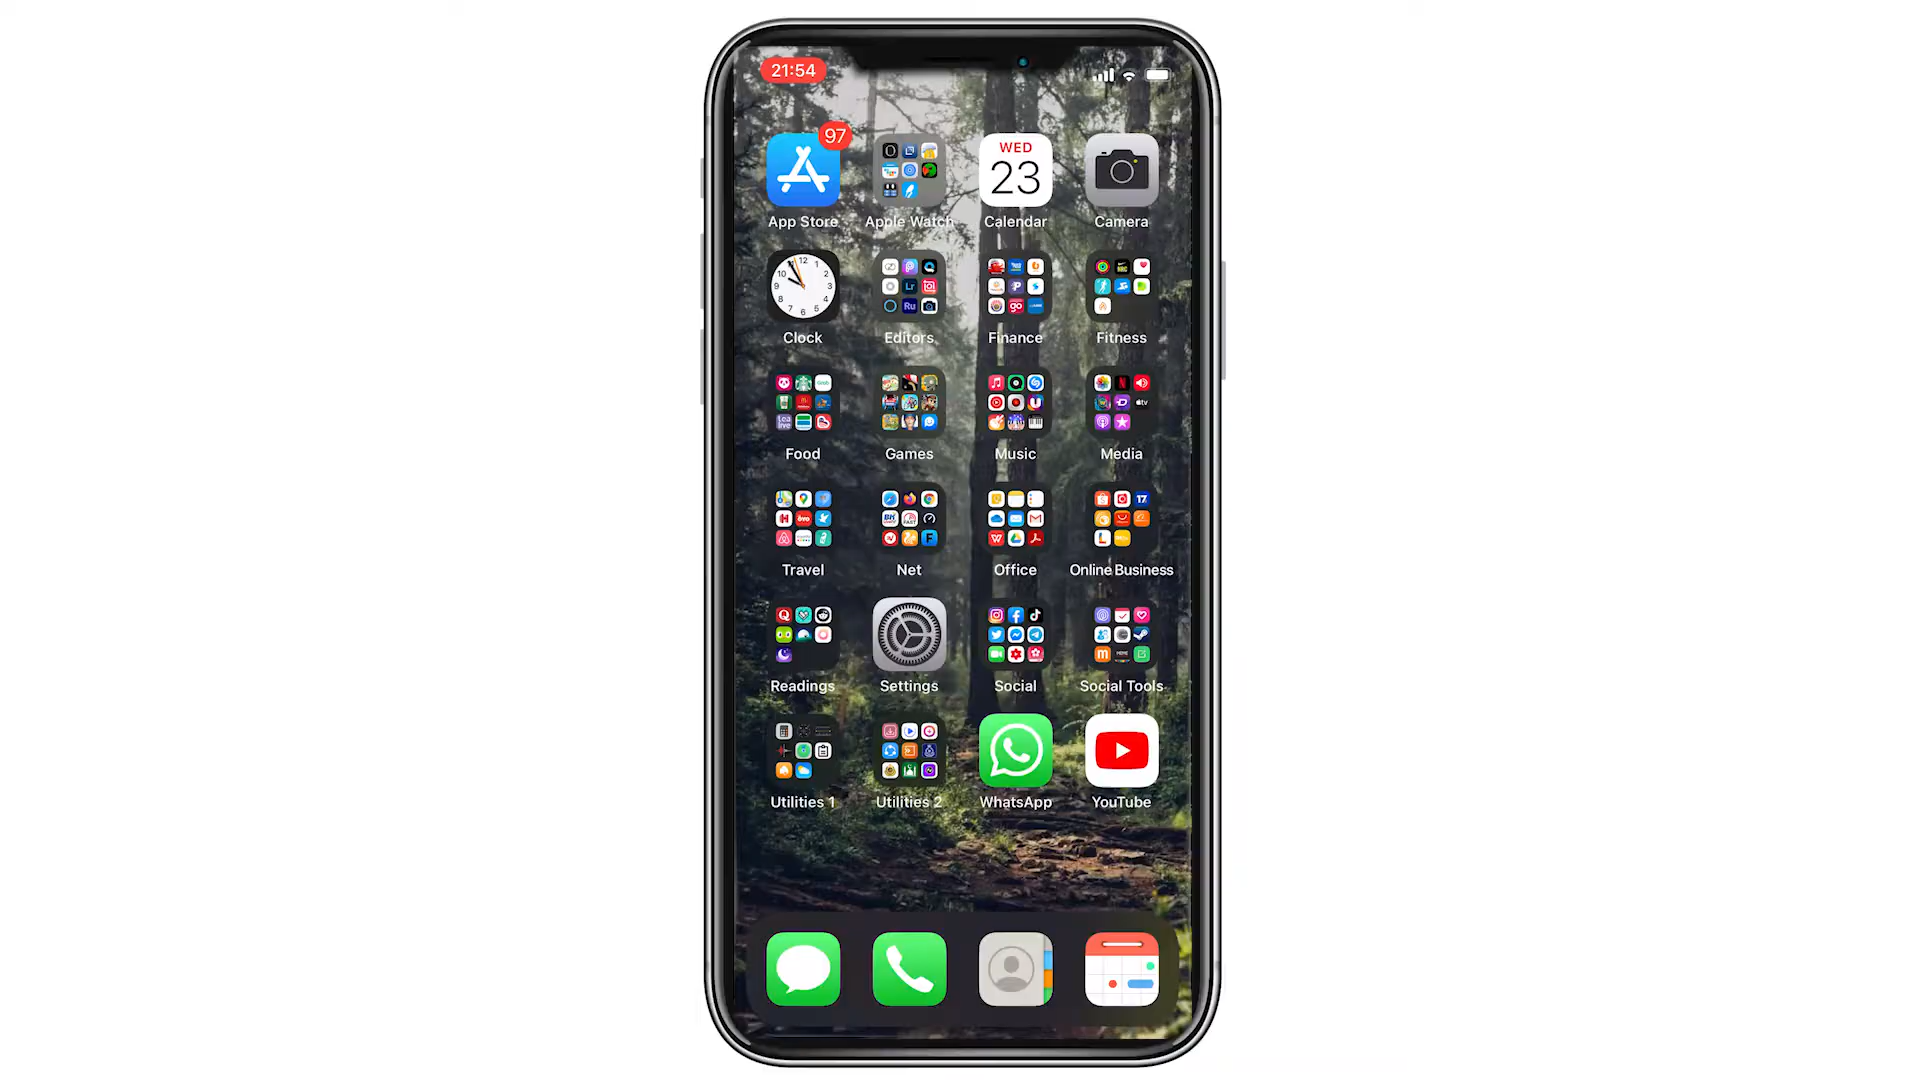 21:54
97
WED
23
App Store
Apple Watch
Calendar
Camera
12
Clock
Editors
Finance
Fitness
Food
Games
Music
Media
Travel
Net
Office
Online Business
Readings
Settings
Social
Social Tools
Utilities 1
Utilities 2
WhatsApp
YouTube